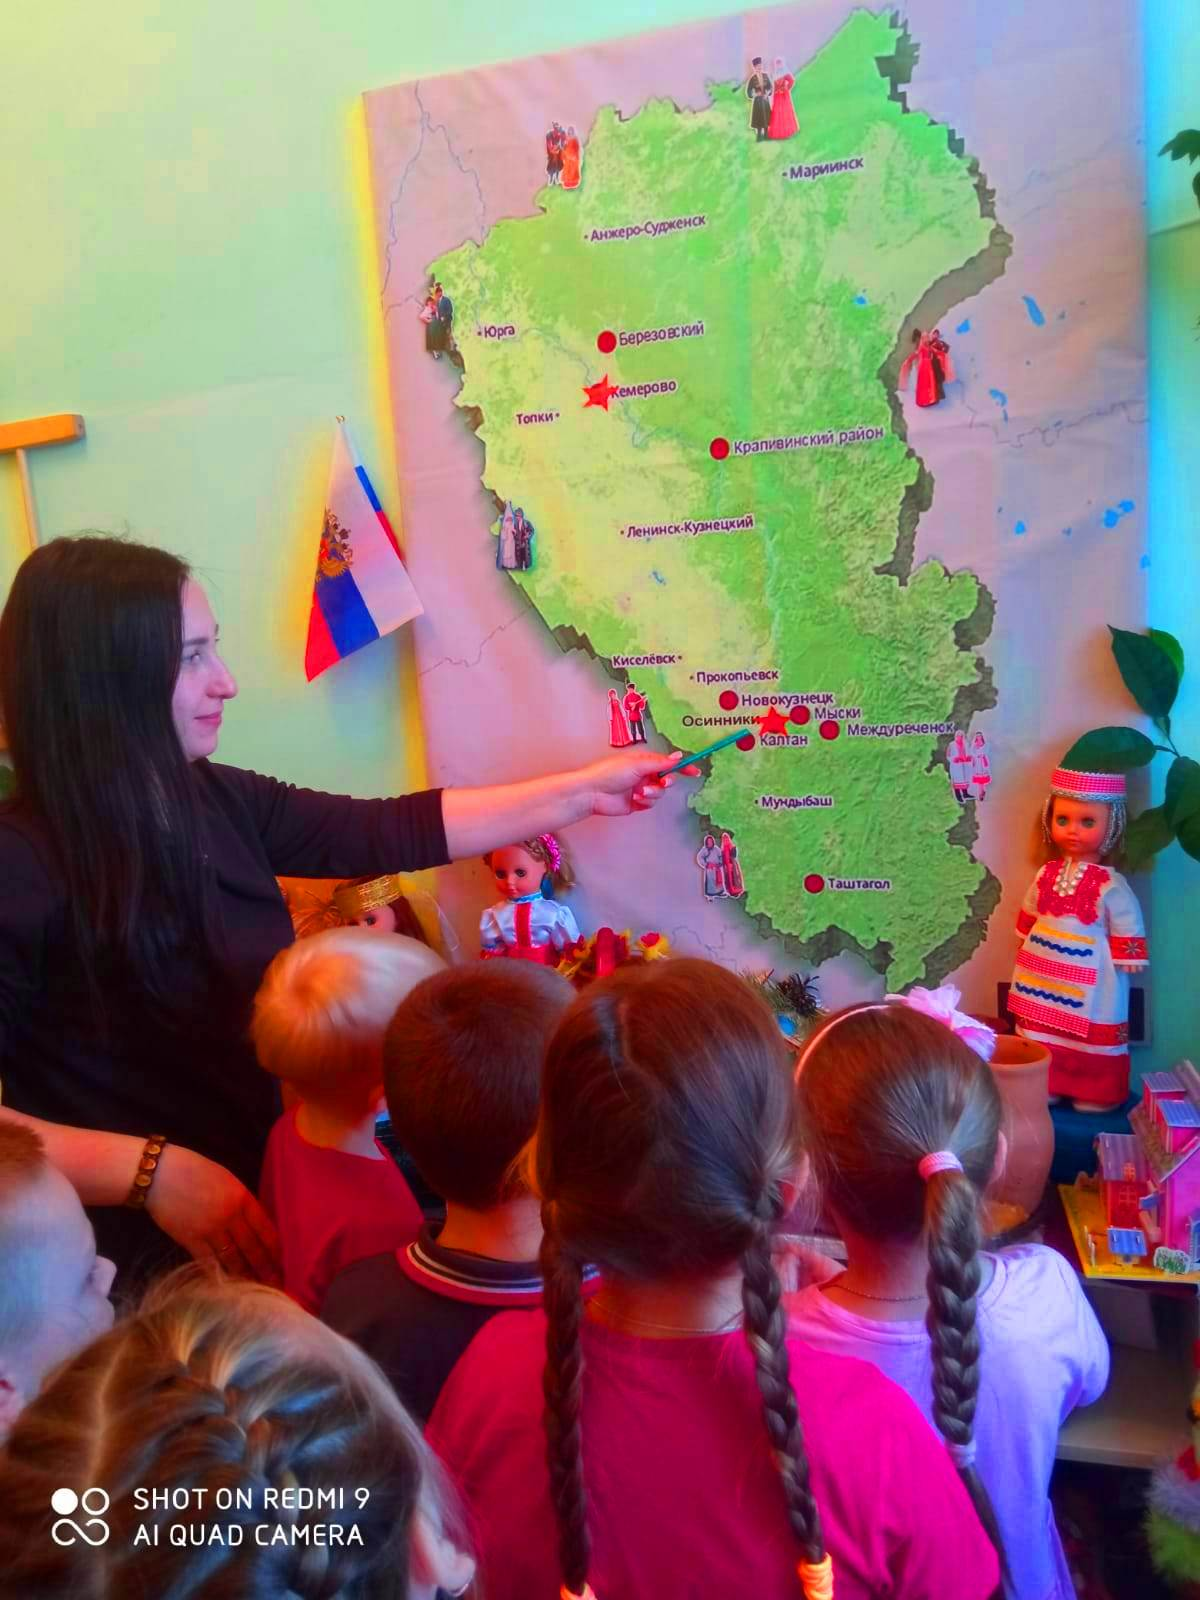 Мариинск
Анжеро-Судженск
Юрга
Березовский
Кемерово
Топки
Крапивинский район
Ленинск-Кузнецкий
Киселёвск
Прокопьевск
Новокузнецк
Осинники
Мыски
Междуреченск
Калтан
Мундыбаш
Таштагол
SHOT ON REDMI 9
AI QUAD CAMERA